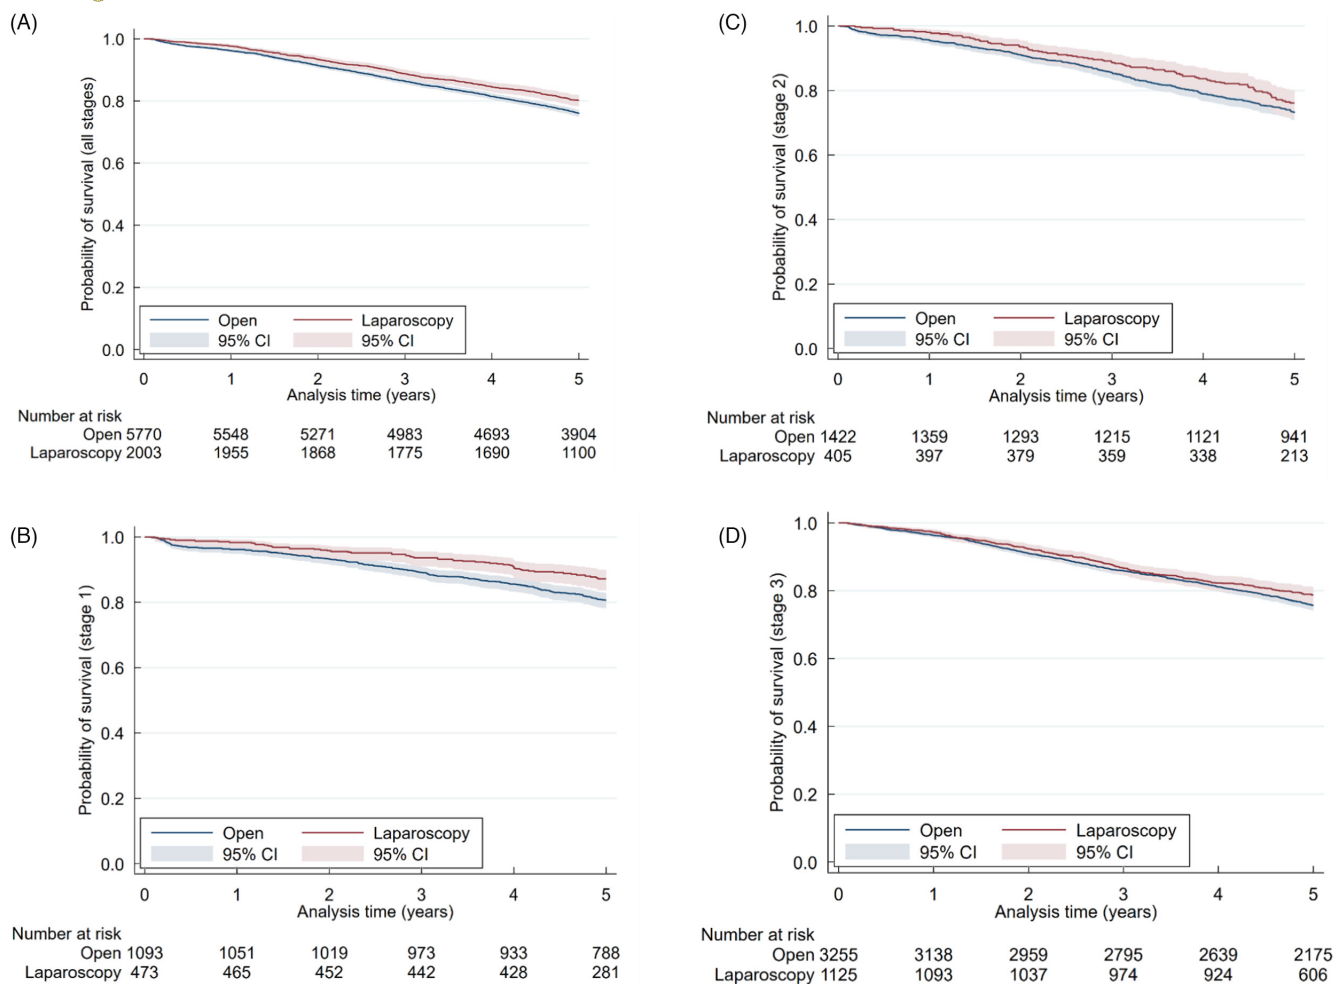 (A)
Probability of survival (all stages)
1.0
0.8
0.6
0.4
0.2
0.0
Open Laparoscopy
95% CI 95% CI
0 1 2 3 4 5
Analysis time (years)
Number at risk
Open 5770 5548 5271 4983 4693 3904
Laparoscopy 2003 1955 1868 1775 1690 1100
(C)
Probability of survival (stage 2)
1.0
0.8
0.6
0.4
0.2
0.0
Open Laparoscopy
95% CI 95% CI
0 1 2 3 4 5
Analysis time (years)
Number at risk
Open 1422 1359 1293 1215 1121 941
Laparoscopy 405 397 379 359 338 213
(B)
Probability of survival (stage 1)
1.0
0.8
0.6
0.4
0.2
0.0
Open Laparoscopy
95% CI 95% CI
0 1 2 3 4 5
Analysis time (years)
Number at risk
Open 1093 1051 1019 973 933 788
Laparoscopy 473 465 452 442 428 281
(D)
Probability of survival (stage 3)
1.0
0.8
0.6
0.4
0.2
0.0
Open Laparoscopy
95% CI 95% CI
0 1 2 3 4 5
Analysis time (years)
Number at risk
Open 3255 3138 2959 2795 2639 2175
Laparoscopy 1125 1093 1037 974 924 606